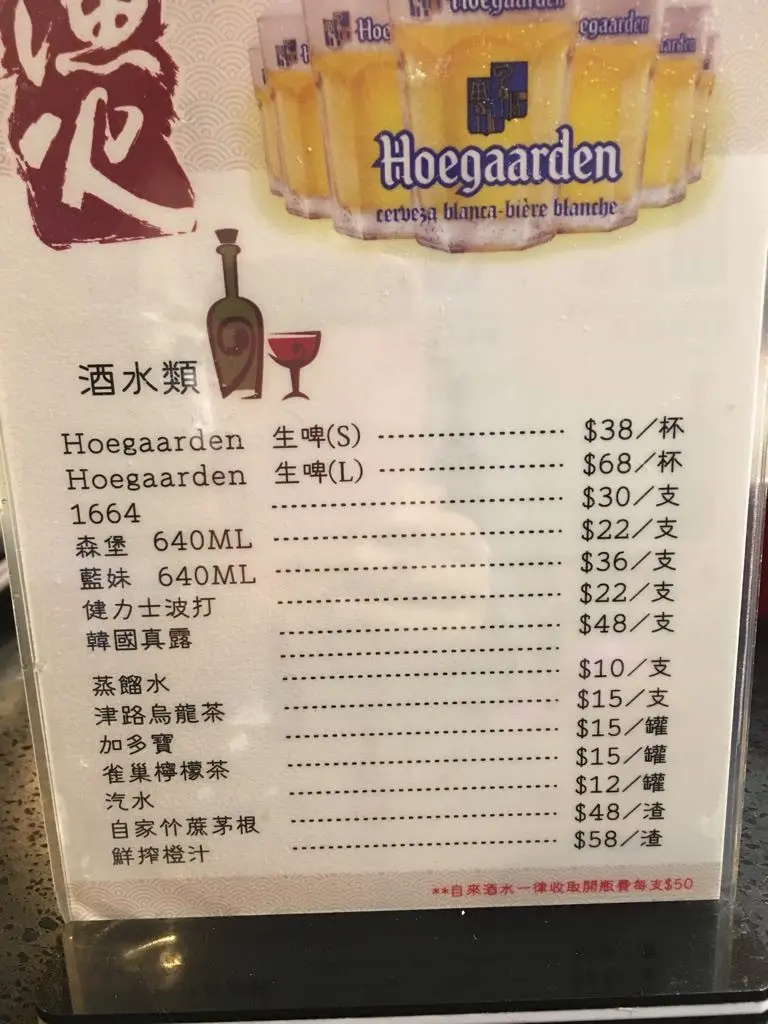 漁火
Hoegaarden
Hoegaarden
cerveza blanca-bière blanche
酒水類
Hoegaarden 生啤(S) $38／杯
Hoegaarden 生啤(L) $68／杯
1664 $30／支
森堡 640ML $22／支
藍妹 640ML $36／支
健力士波打 $22／支
韓國真露 $48／支
蒸餾水 $10／支
津路烏龍茶 $15／支
加多寶 $15／罐
雀巢檸檬茶 $15／罐
汽水 $12／罐
自家竹蔗茅根 $48／渣
鮮搾橙汁 $58／渣
**自來酒水一律收取開瓶費每支$50